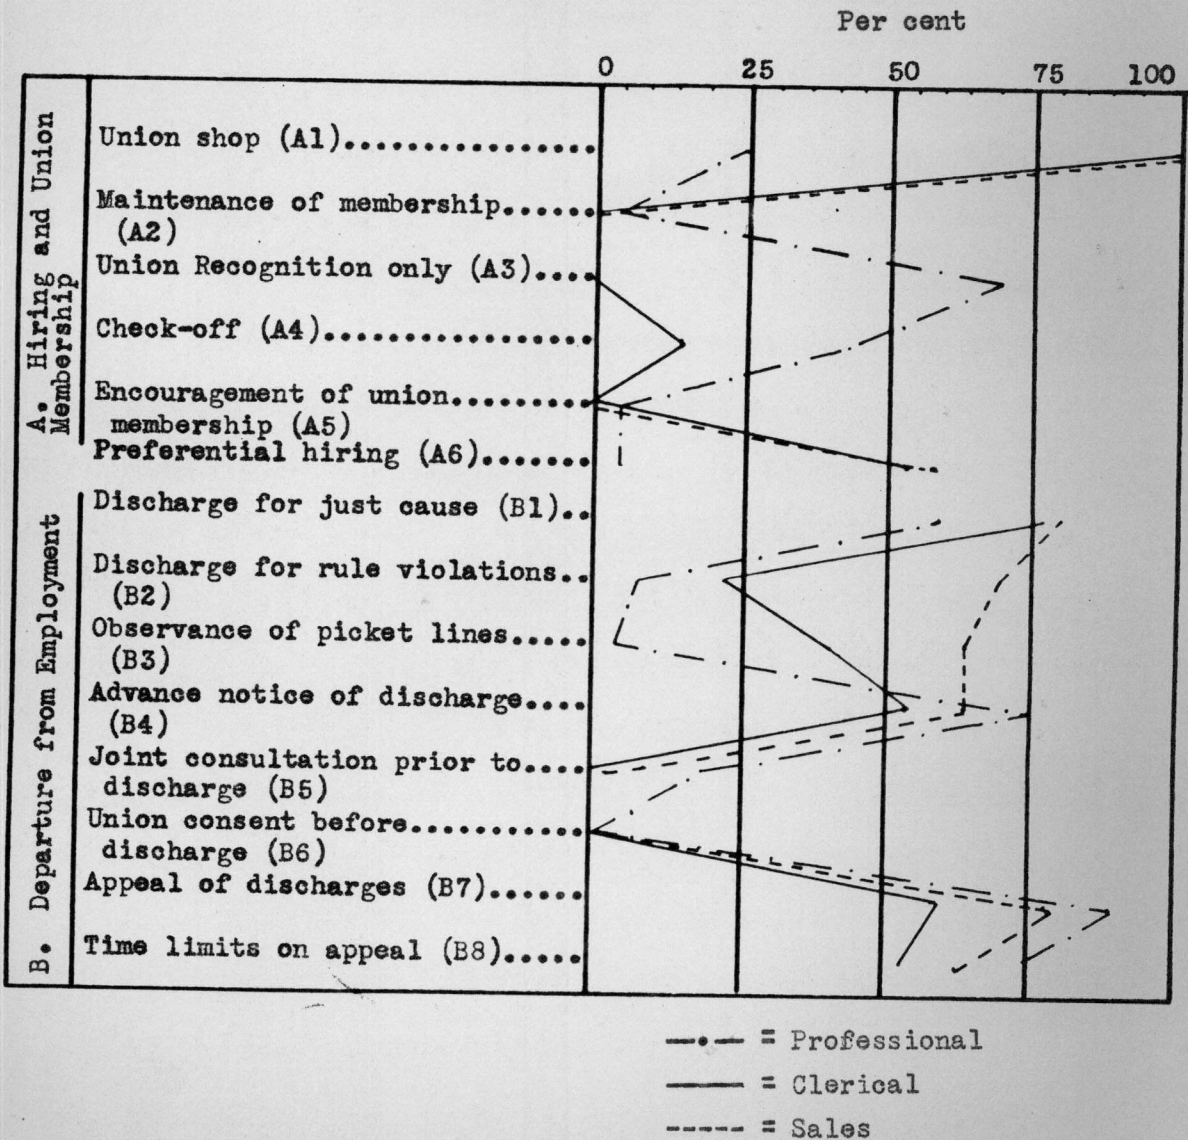 Per cent
0 25 50 75 100
A. Hiring and Union
Membership
Union shop (A1)................
Maintenance of membership......
(A2)
Union Recognition only (A3)....
Check-off (A4).................
Encouragement of union.........
membership (A5)
Preferential hiring (A6).......
B. Departure from Employment
Discharge for just cause (B1)..
Discharge for rule violations..
(B2)
Observance of picket lines.....
(B3)
Advance notice of discharge....
(B4)
Joint consultation prior to....
discharge (B5)
Union consent before...........
discharge (B6)
Appeal of discharges (B7)......
Time limits on appeal (B8).....
= Professional
= Clerical
= Sales